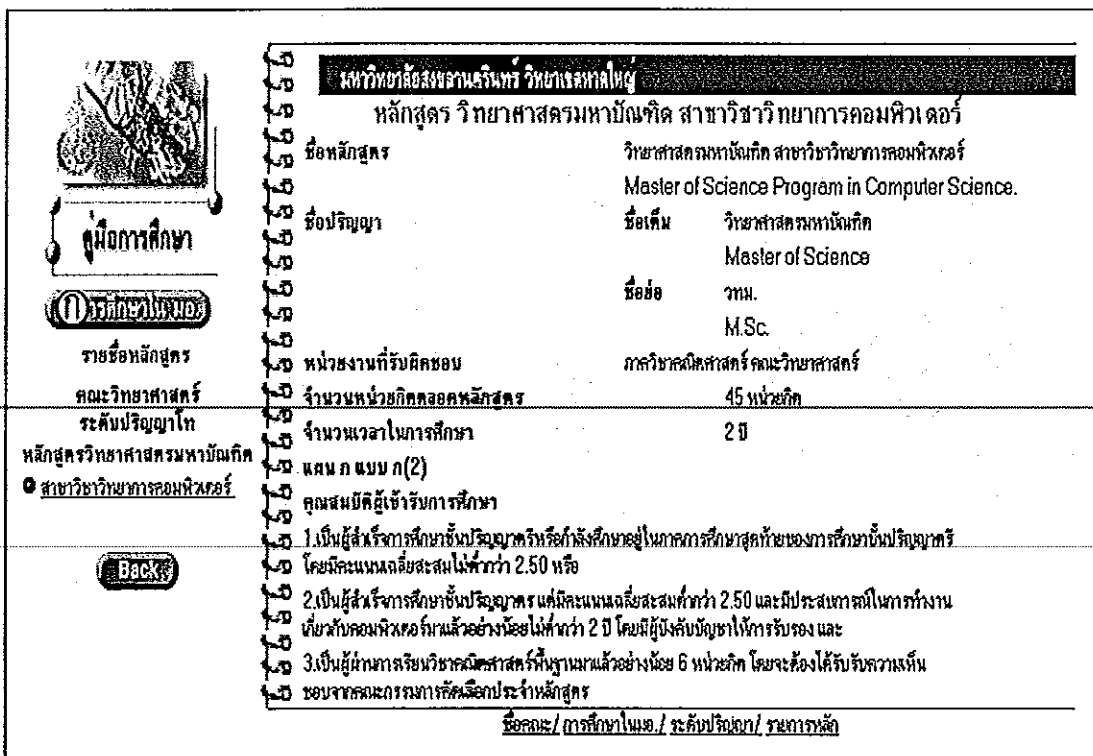 คู่มือการศึกษา
การศึกษาใน มอ.
รายชื่อหลักสูตร
คณะวิทยาศาสตร์
ระดับปริญญาโท
หลักสูตรวิทยาศาสตรมหาบัณฑิต
สาขาวิชาวิทยาการคอมพิวเตอร์
Back
มหาวิทยาลัยสงขลานครินทร์ วิทยาเขตหาดใหญ่
หลักสูตร วิทยาศาสตรมหาบัณฑิต สาขาวิชาวิทยาการคอมพิวเตอร์
ชื่อหลักสูตร วิทยาศาสตรมหาบัณฑิต สาขาวิชาวิทยาการคอมพิวเตอร์
Master of Science Program in Computer Science.
ชื่อปริญญา ชื่อเต็ม วิทยาศาสตรมหาบัณฑิต
Master of Science
ชื่อย่อ วทม.
M.Sc.
หน่วยงานที่รับผิดชอบ ภาควิชาคณิตศาสตร์ คณะวิทยาศาสตร์
จำนวนหน่วยกิตตลอดหลักสูตร 45 หน่วยกิต
จำนวนเวลาในการศึกษา 2 ปี
แผน ก แบบ ก(2)
คุณสมบัติผู้เข้ารับการศึกษา
1.เป็นผู้สำเร็จการศึกษาชั้นปริญญาตรีหรือกำลังศึกษาอยู่ในภาคการศึกษาสุดท้ายของการศึกษาชั้นปริญญาตรี
โดยมีคะแนนเฉลี่ยสะสมไม่ต่ำกว่า 2.50 หรือ
2.เป็นผู้สำเร็จการศึกษาชั้นปริญญาตร แต่มีคะแนนเฉลี่ยสะสมต่ำกว่า 2.50 และมีประสบการณ์ในการทำงาน
เกี่ยวกับคอมพิวเตอร์มาแล้วอย่างน้อยไม่ต่ำกว่า 2 ปี โดยมีผู้บังคับบัญชาให้การรับรอง และ
3.เป็นผู้ผ่านการเรียนวิชาคณิตศาสตร์พื้นฐานมาแล้วอย่างน้อย 6 หน่วยกิต โดยจะต้องได้รับรับความเห็น
ชอบจากคณะกรรมการคัดเลือกประจำหลักสูตร
ชื่อคณะ/ การศึกษาในมอ./ ระดับปริญญา/ รายการหลัก